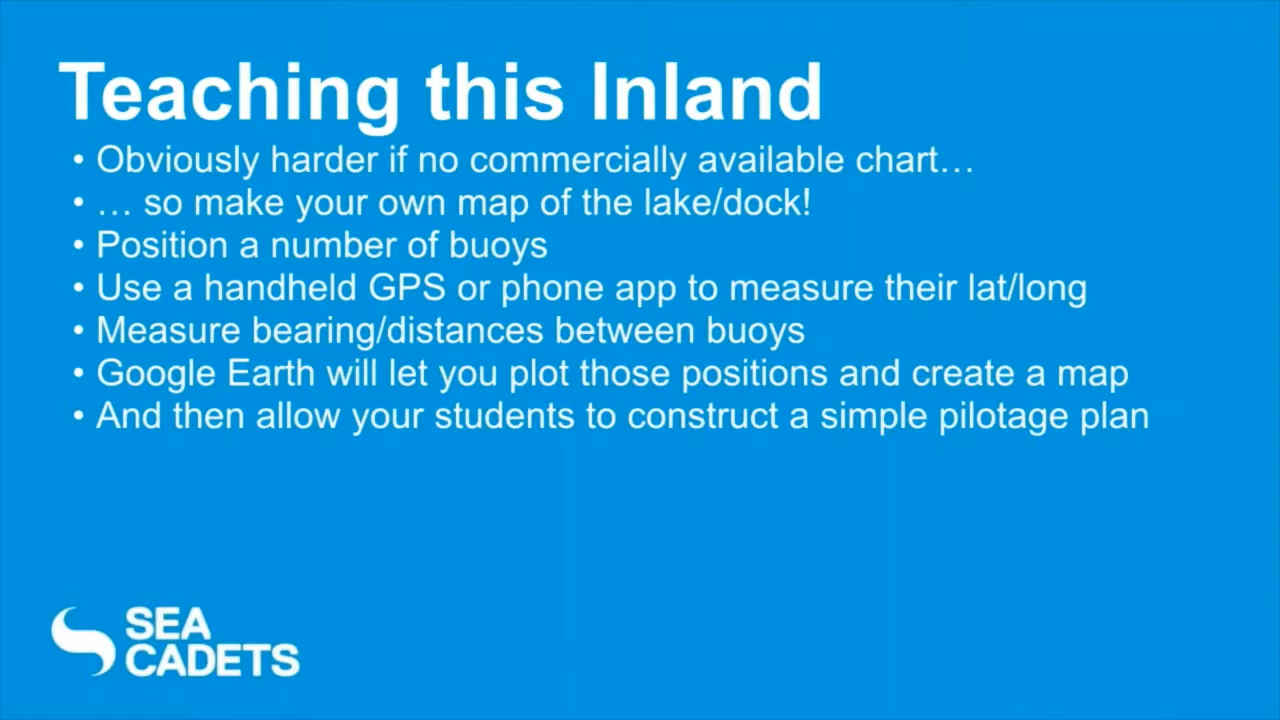 Teaching this Inland
• Obviously harder if no commercially available chart…
• … so make your own map of the lake/dock!
• Position a number of buoys
• Use a handheld GPS or phone app to measure their lat/long
• Measure bearing/distances between buoys
• Google Earth will let you plot those positions and create a map
• And then allow your students to construct a simple pilotage plan
SEA
CADETS